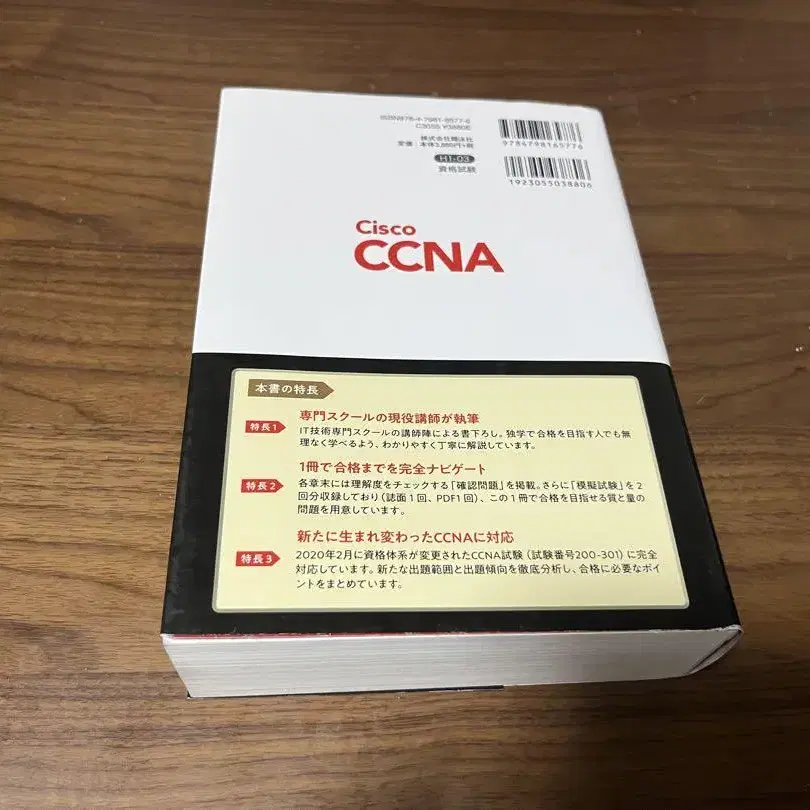 ISBN978-4-7981-6577-6
C3055 ¥3880E
株式会社翔泳社
定価：本体3,880円+税
H1-03
資格試験
9784798165776
1923055038806
Cisco
CCNA
本書の特長
特長1
専門スクールの現役講師が執筆
IT技術専門スクールの講師陣による書下ろし。独学で合格を目指す人でも無
理なく学べるよう、わかりやすく丁寧に解説しています。
特長2
1冊で合格までを完全ナビゲート
各章末には理解度をチェックする「確認問題」を掲載。さらに「模擬試験」を2
回分収録しており（誌面1回、PDF1回）、この1冊で合格を目指せる質と量の
問題を用意しています。
特長3
新たに生まれ変わったCCNAに対応
2020年2月に資格体系が変更されたCCNA試験（試験番号200-301）に完全
対応しています。新たな出題範囲と出題傾向を徹底分析し、合格に必要なポイ
ントをまとめています。